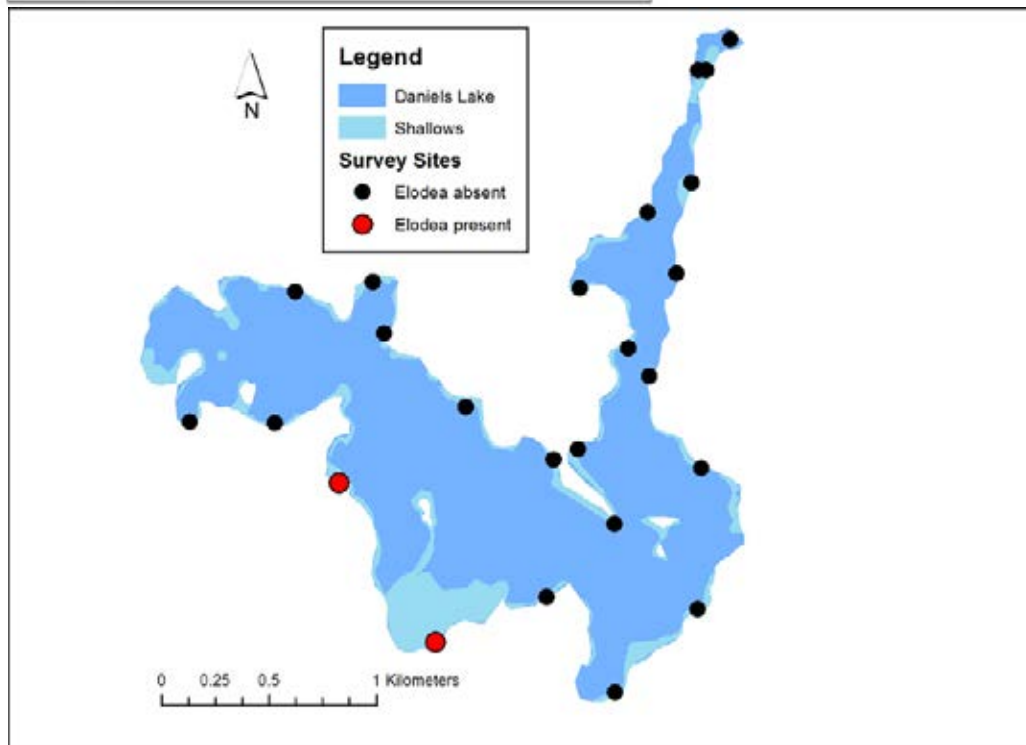 Legend
Daniels Lake
Shallows
Survey Sites
Elodea absent
Elodea present
N
0 0.25 0.5 1 Kilometers